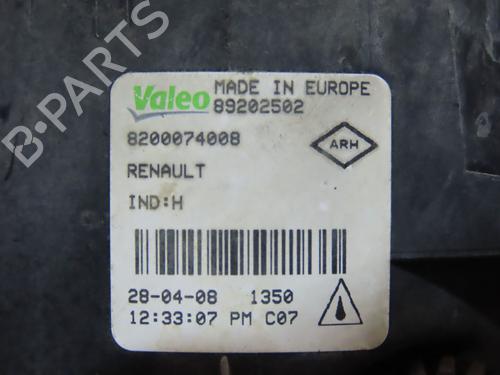 Valeo MADE IN EUROPE
89202502
8200074008
ARH
RENAULT
IND:H
28-04-08 1350
12:33:07 PM C07
B-PARTS